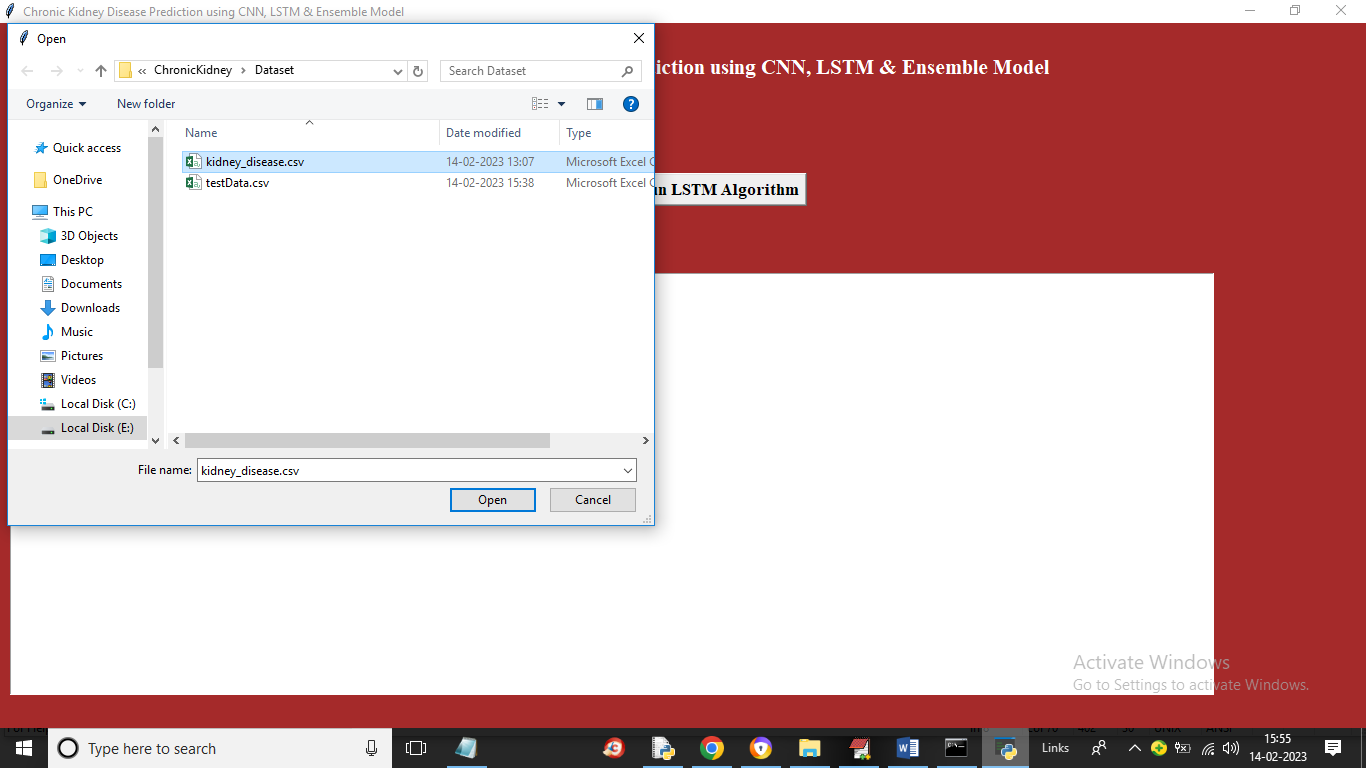 Chronic Kidney Disease Prediction using CNN, LSTM & Ensemble Model
Open
iction using CNN, LSTM & Ensemble Model
« ChronicKidney > Dataset
Search Dataset
Organize
New folder
Name Date modified Type
Quick access
kidney_disease.csv 14-02-2023 13:07 Microsoft Excel C
testData.csv 14-02-2023 15:38 Microsoft Excel C
n LSTM Algorithm
OneDrive
This PC
3D Objects
Desktop
Documents
Downloads
Music
Pictures
Videos
Local Disk (C:)
Local Disk (E:)
File name: kidney_disease.csv
Open Cancel
Activate Windows
Go to Settings to activate Windows.
Type here to search
Links
15:55
14-02-2023